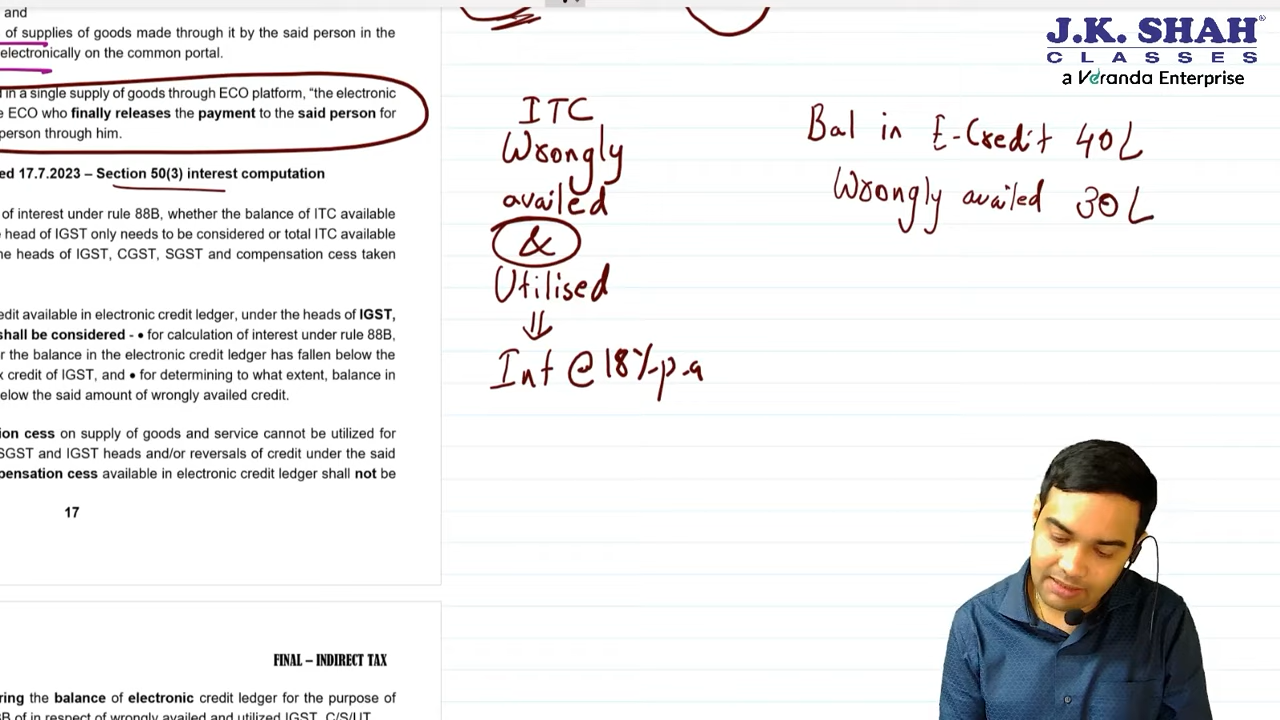 and
of supplies of goods made through it by the said person in the
electronically on the common portal.
in a single supply of goods through ECO platform, "the electronic
e ECO who finally releases the payment to the said person for
person through him.
ed 17.7.2023 – Section 50(3) interest computation
of interest under rule 88B, whether the balance of ITC available
e head of IGST only needs to be considered or total ITC available
he heads of IGST, CGST, SGST and compensation cess taken
edit available in electronic credit ledger, under the heads of IGST,
shall be considered - • for calculation of interest under rule 88B,
r the balance in the electronic credit ledger has fallen below the
x credit of IGST, and • for determining to what extent, balance in
elow the said amount of wrongly availed credit.
ion cess on supply of goods and service cannot be utilized for
SGST and IGST heads and/or reversals of credit under the said
pensation cess available in electronic credit ledger shall not be
17
FINAL – INDIRECT TAX
ring the balance of electronic credit ledger for the purpose of
B of in respect of wrongly availed and utilized IGST, C/S/UT
ITC
Wrongly
availed
&
Utilised
⇓
Int @ 18% p.a
Bal in E-Credit 40L
Wrongly availed 30L
J.K. SHAH®
CLASSES
a Veranda Enterprise